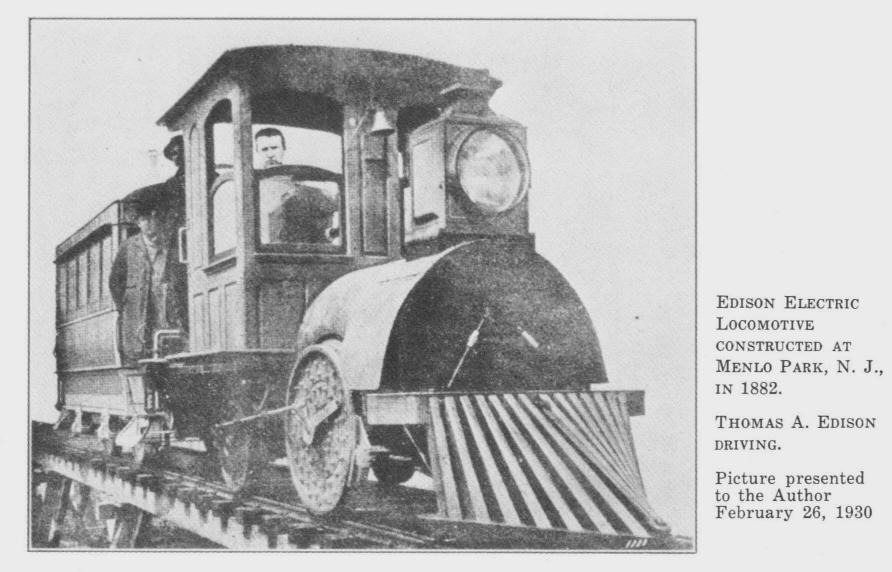 Edison Electric
Locomotive
constructed at
Menlo Park, N. J.,
in 1882.
Thomas A. Edison
driving.
Picture presented
to the Author
February 26, 1930